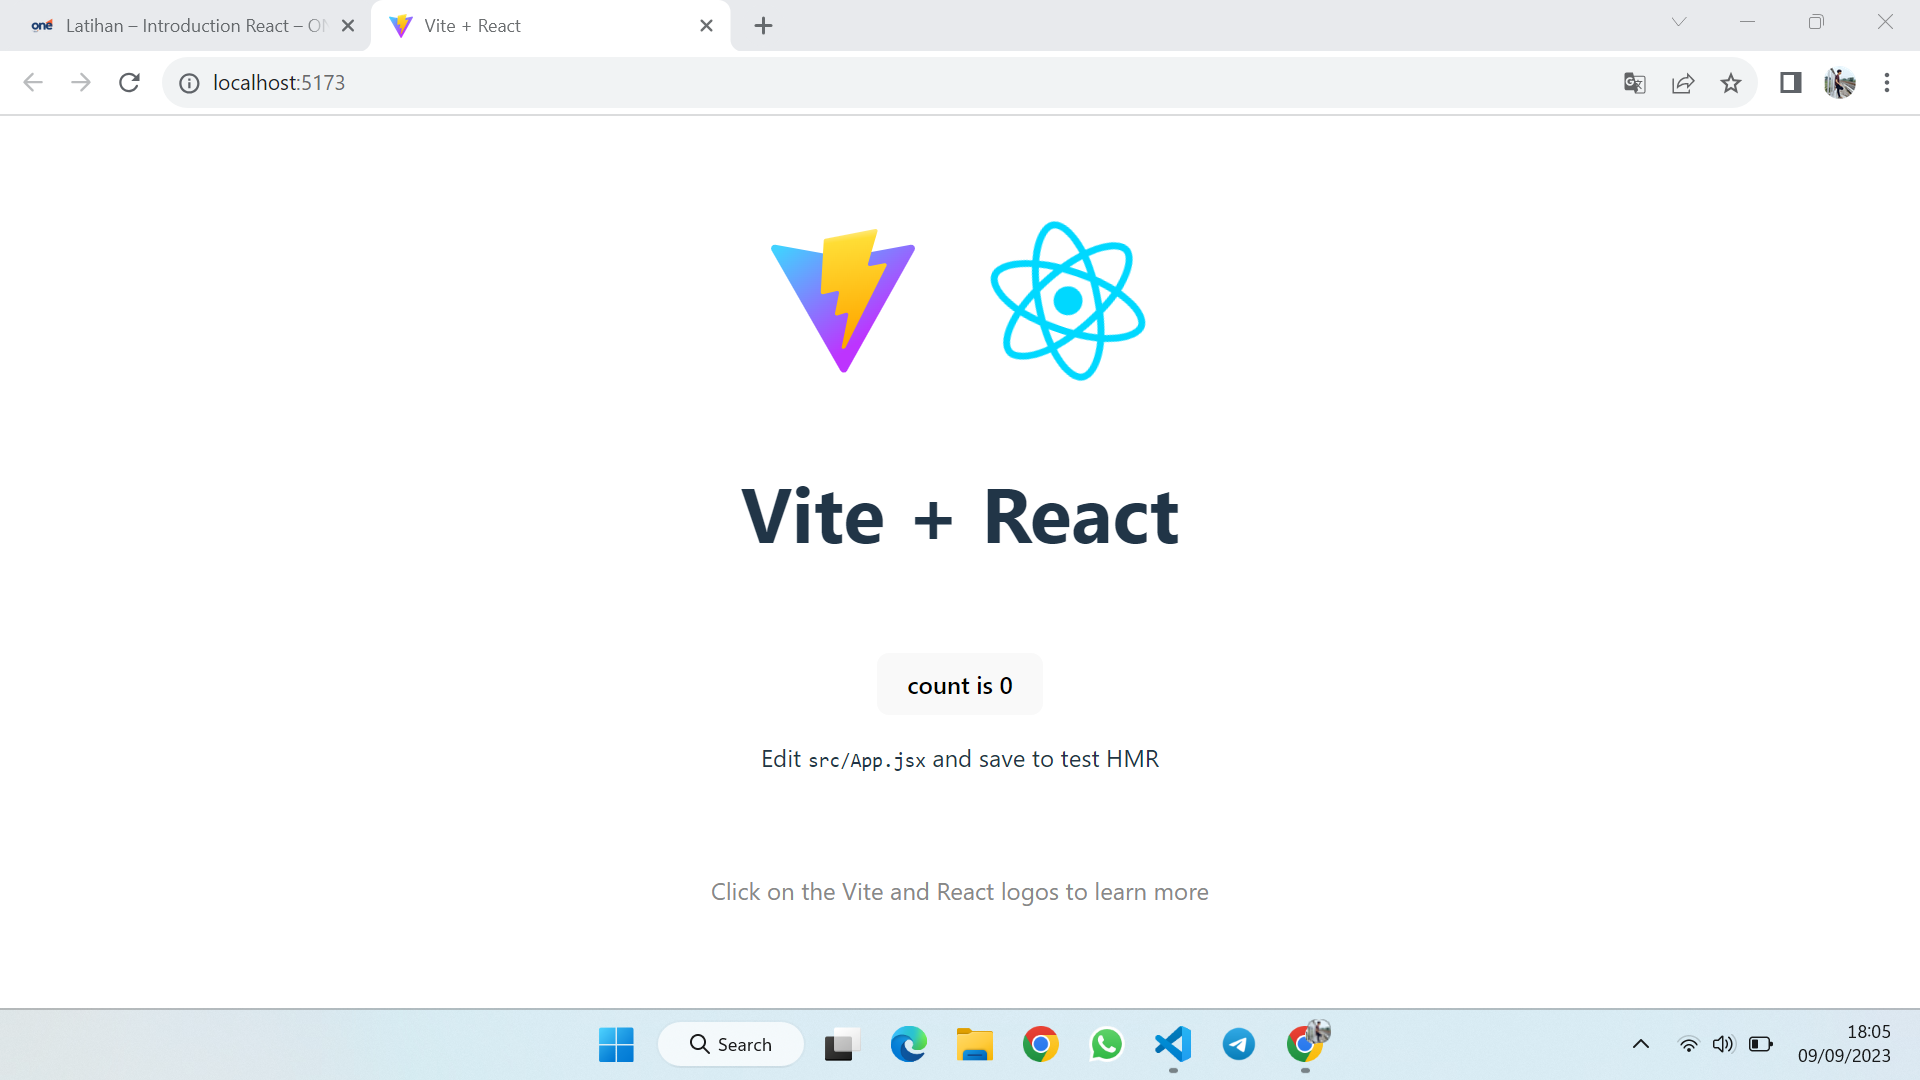 one Latihan – Introduction React – ON
Vite + React
localhost:5173
Vite + React
count is 0
Edit src/App.jsx and save to test HMR
Click on the Vite and React logos to learn more
Search
18:05
09/09/2023